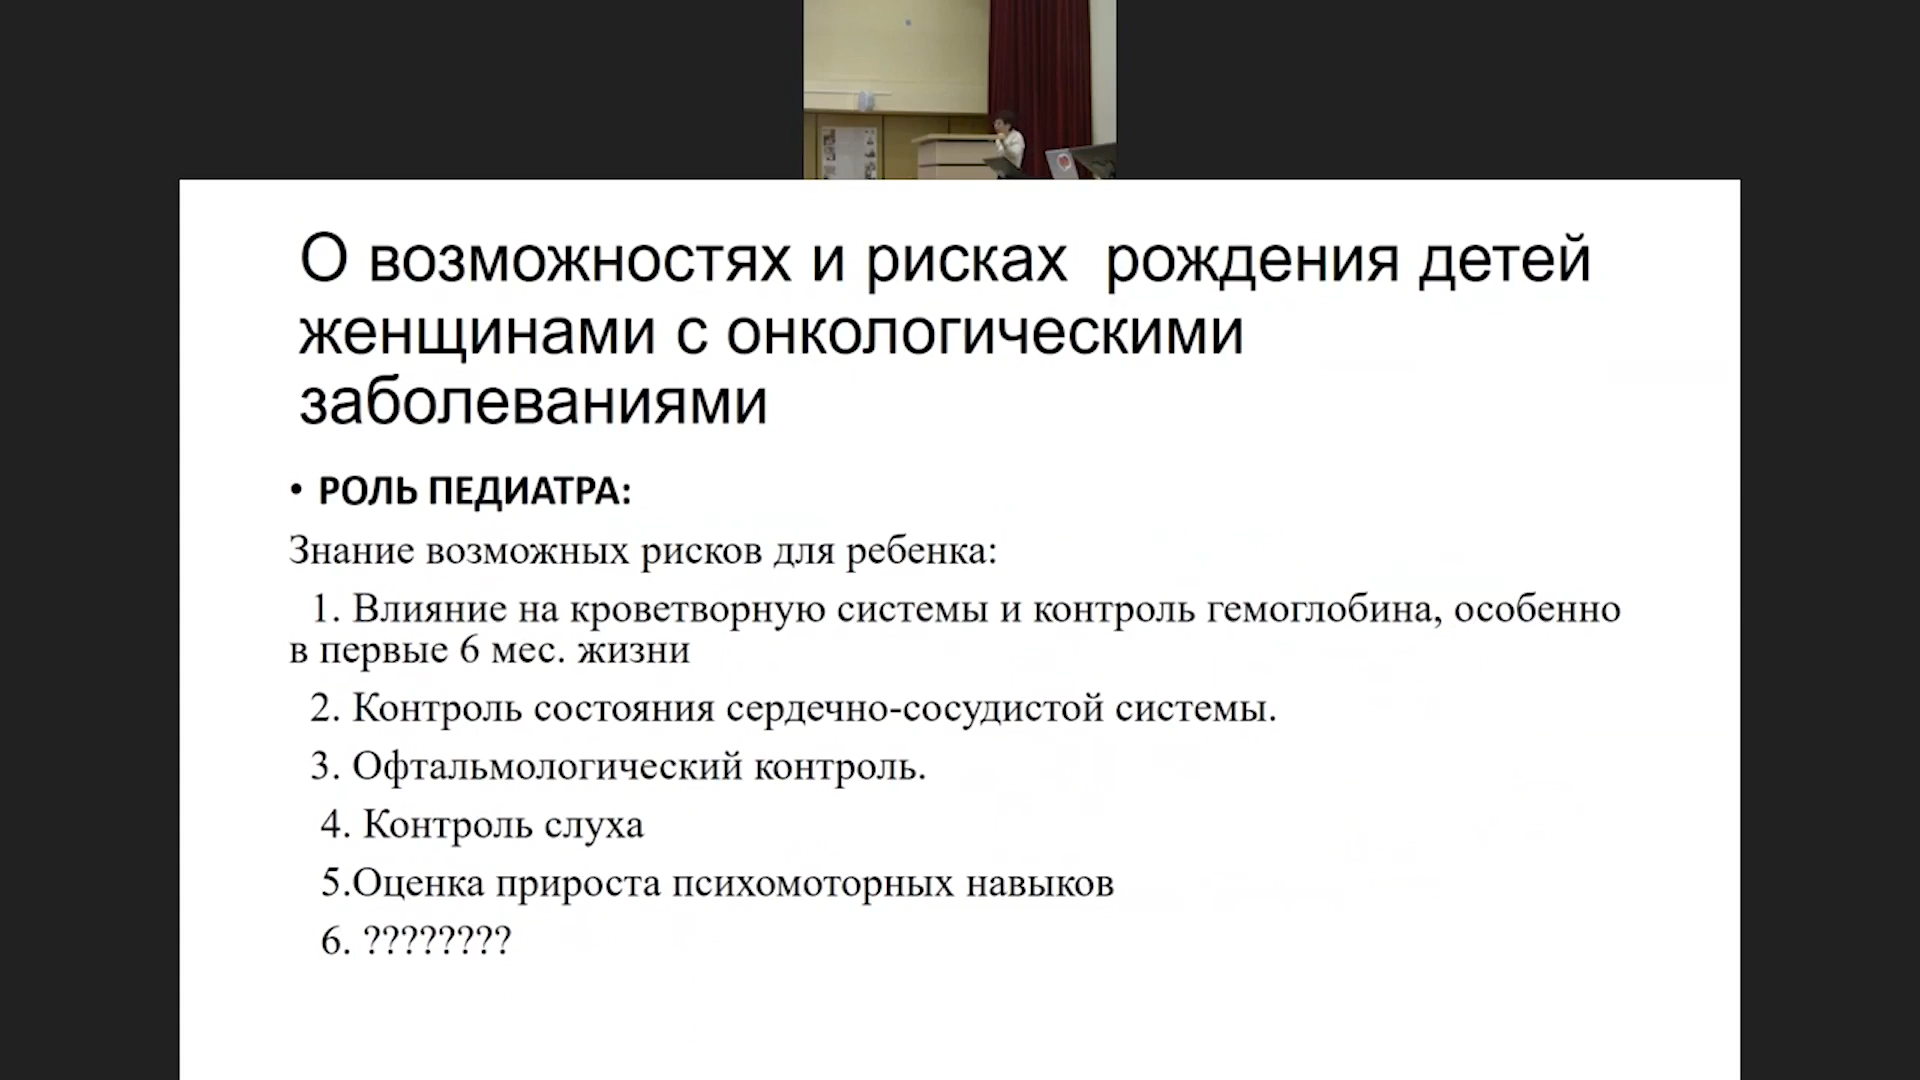 О возможностях и рисках рождения детей
женщинами с онкологическими
заболеваниями
• РОЛЬ ПЕДИАТРА:
Знание возможных рисков для ребенка:
1. Влияние на кроветворную системы и контроль гемоглобина, особенно
в первые 6 мес. жизни
2. Контроль состояния сердечно-сосудистой системы.
3. Офтальмологический контроль.
4. Контроль слуха
5.Оценка прироста психомоторных навыков
6. ????????